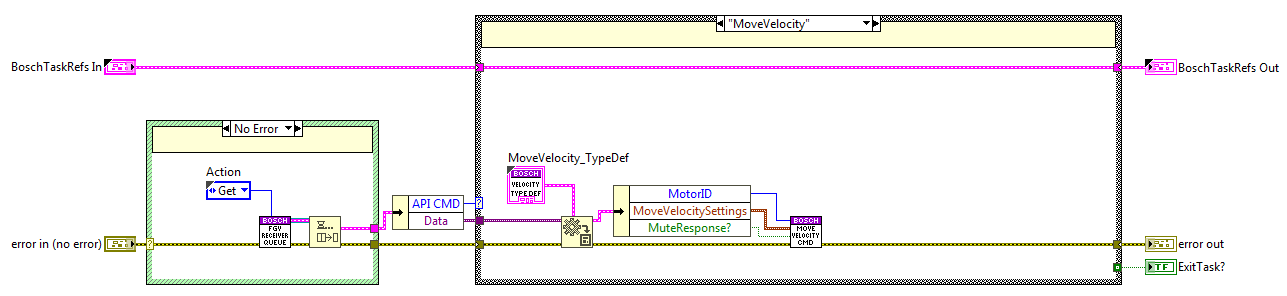 "MoveVelocity"
BoschTaskRefs In
BoschTaskRefs Out
No Error
Action
Get
BOSCH
FGV
RECEIVER
QUEUE
API CMD
Data
MoveVelocity_TypeDef
BOSCH
VELOCITY
TYPE DEF
MotorID
MoveVelocitySettings
MuteResponse?
BOSCH
MOVE
VELOCITY
CMD
error in (no error)
?
?
error out
TF
ExitTask?